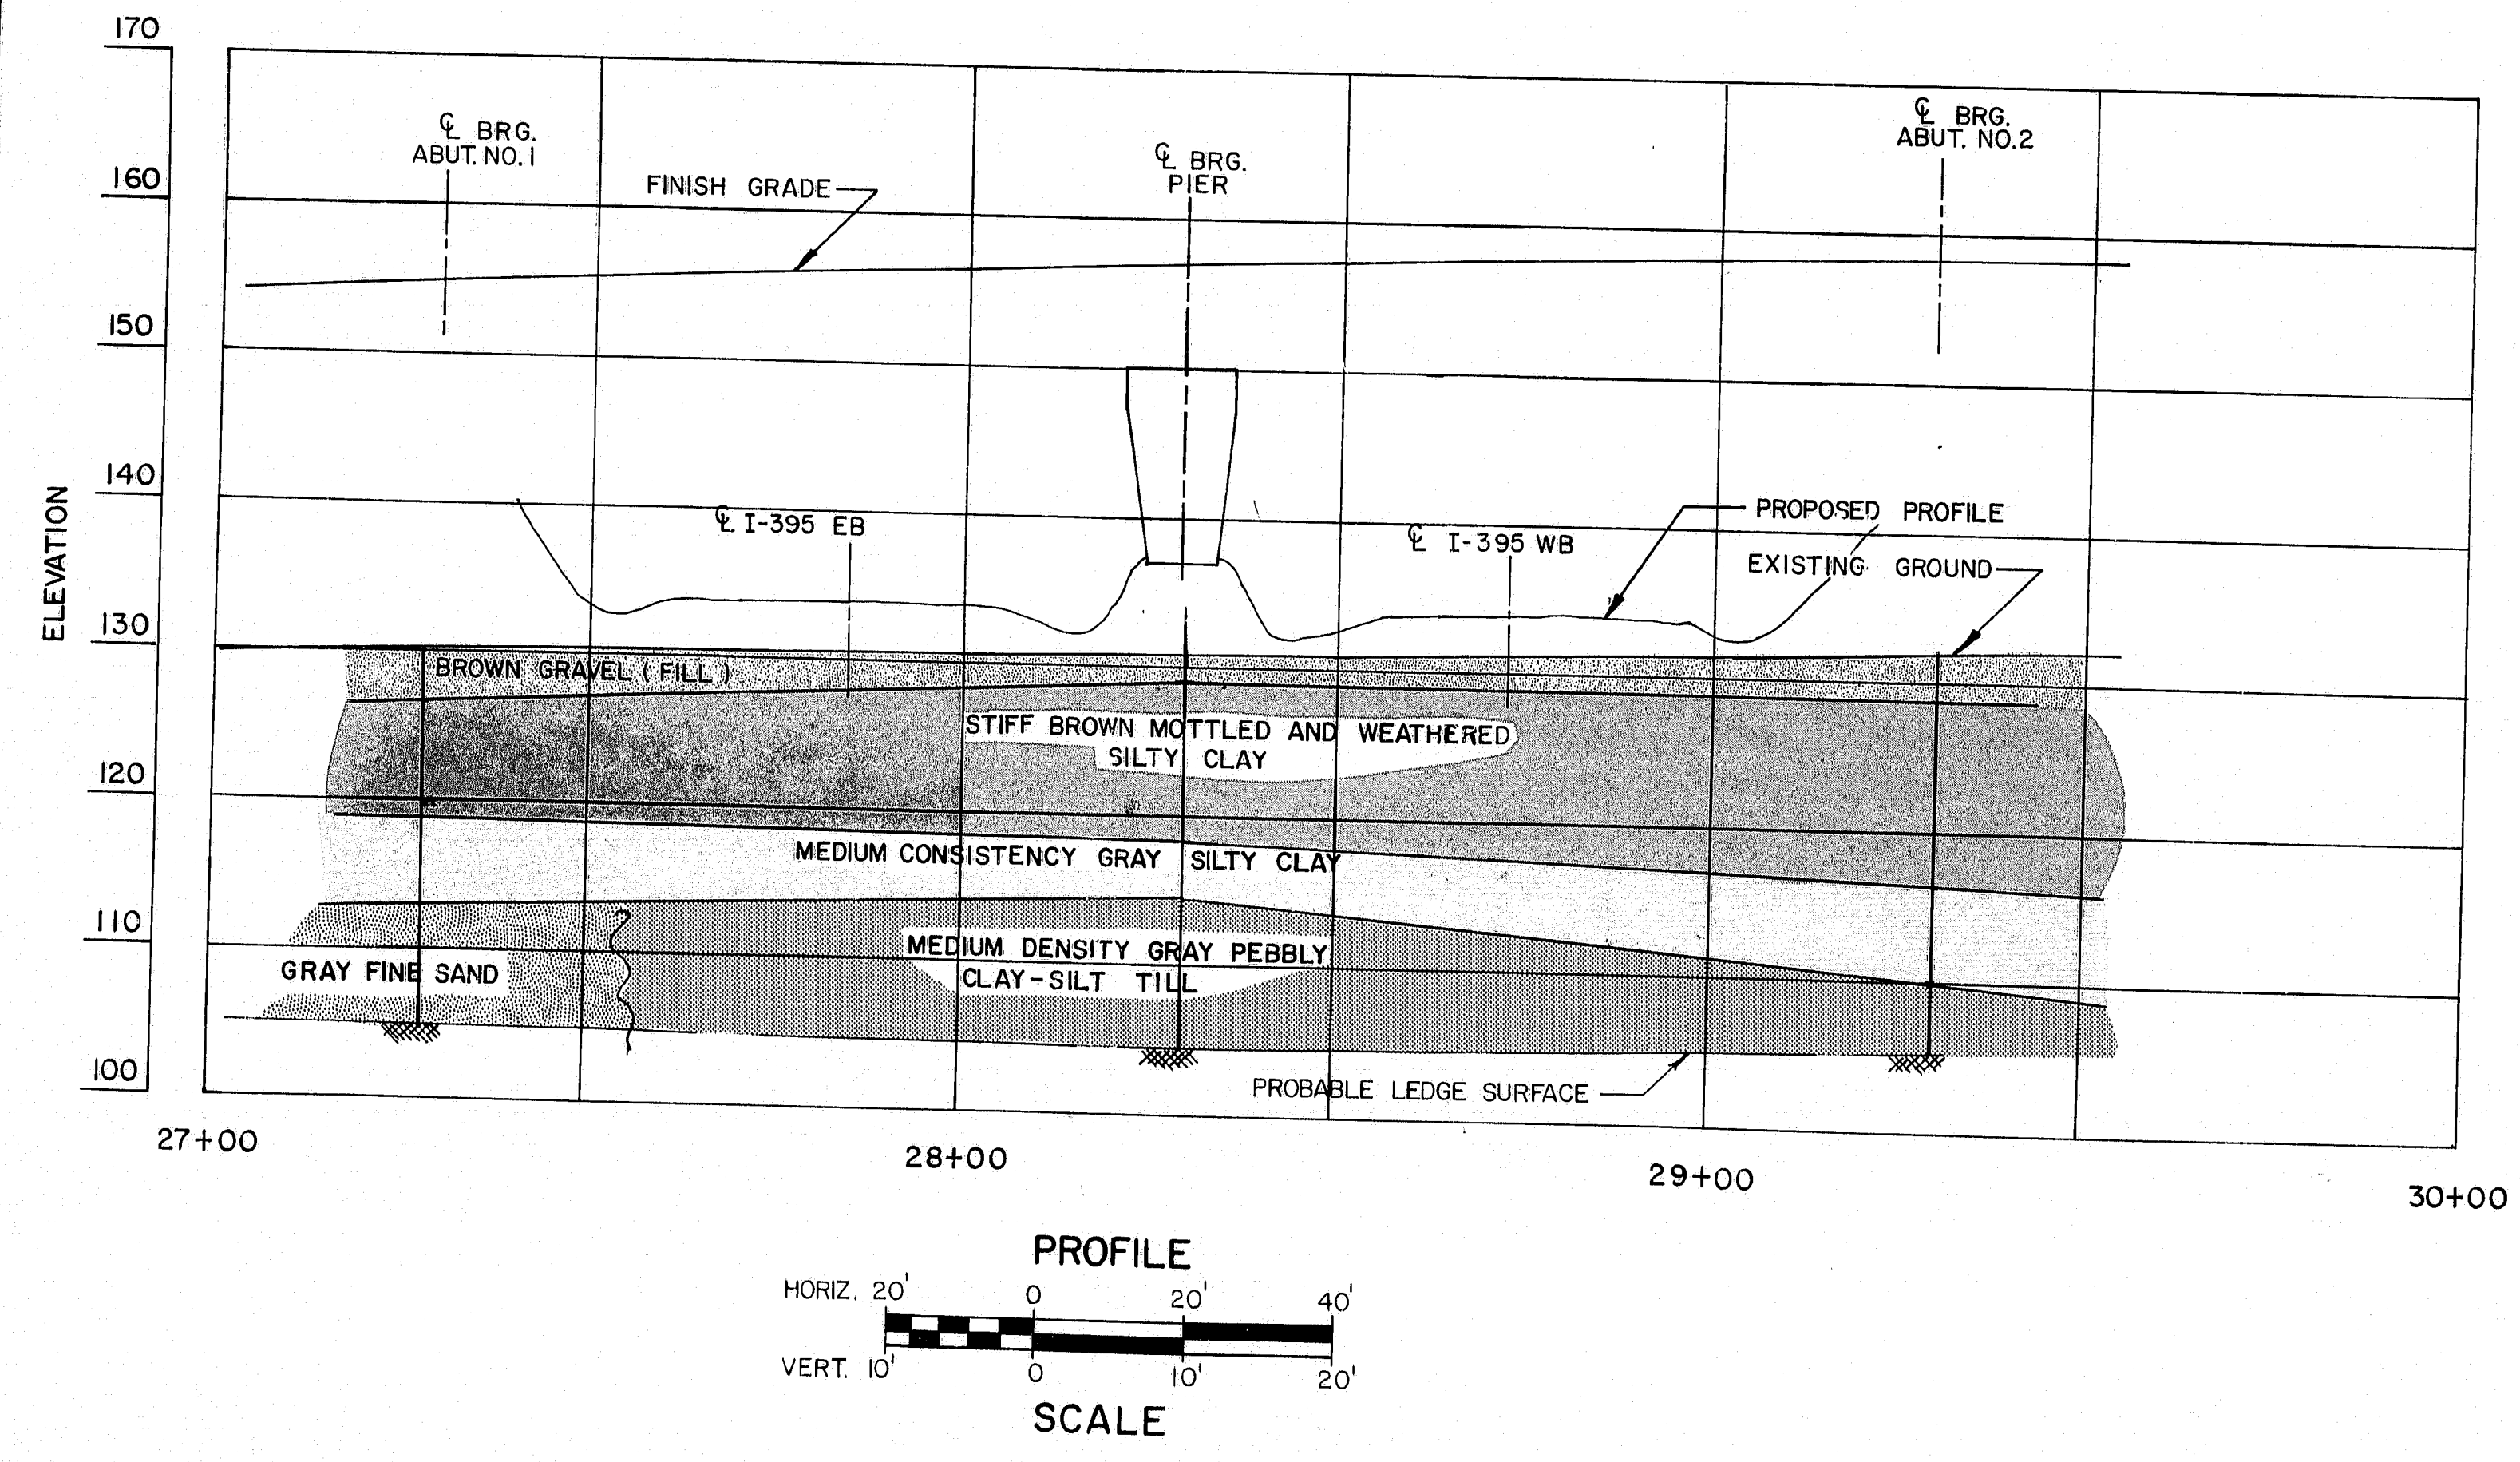 170
160
150
140
130
120
110
100
ELEVATION
℄ BRG.
ABUT. NO. 1
FINISH GRADE
℄ BRG.
PIER
℄ BRG.
ABUT. NO. 2
℄ I-395 EB
℄ I-395 WB
PROPOSED PROFILE
EXISTING GROUND
BROWN GRAVEL (FILL)
STIFF BROWN MOTTLED AND WEATHERED
SILTY CLAY
MEDIUM CONSISTENCY GRAY SILTY CLAY
MEDIUM DENSITY GRAY PEBBLY
CLAY-SILT TILL
GRAY FINE SAND
PROBABLE LEDGE SURFACE
27+00
28+00
29+00
30+00
PROFILE
HORIZ. 20' 0 20' 40'
VERT. 10' 0 10' 20'
SCALE